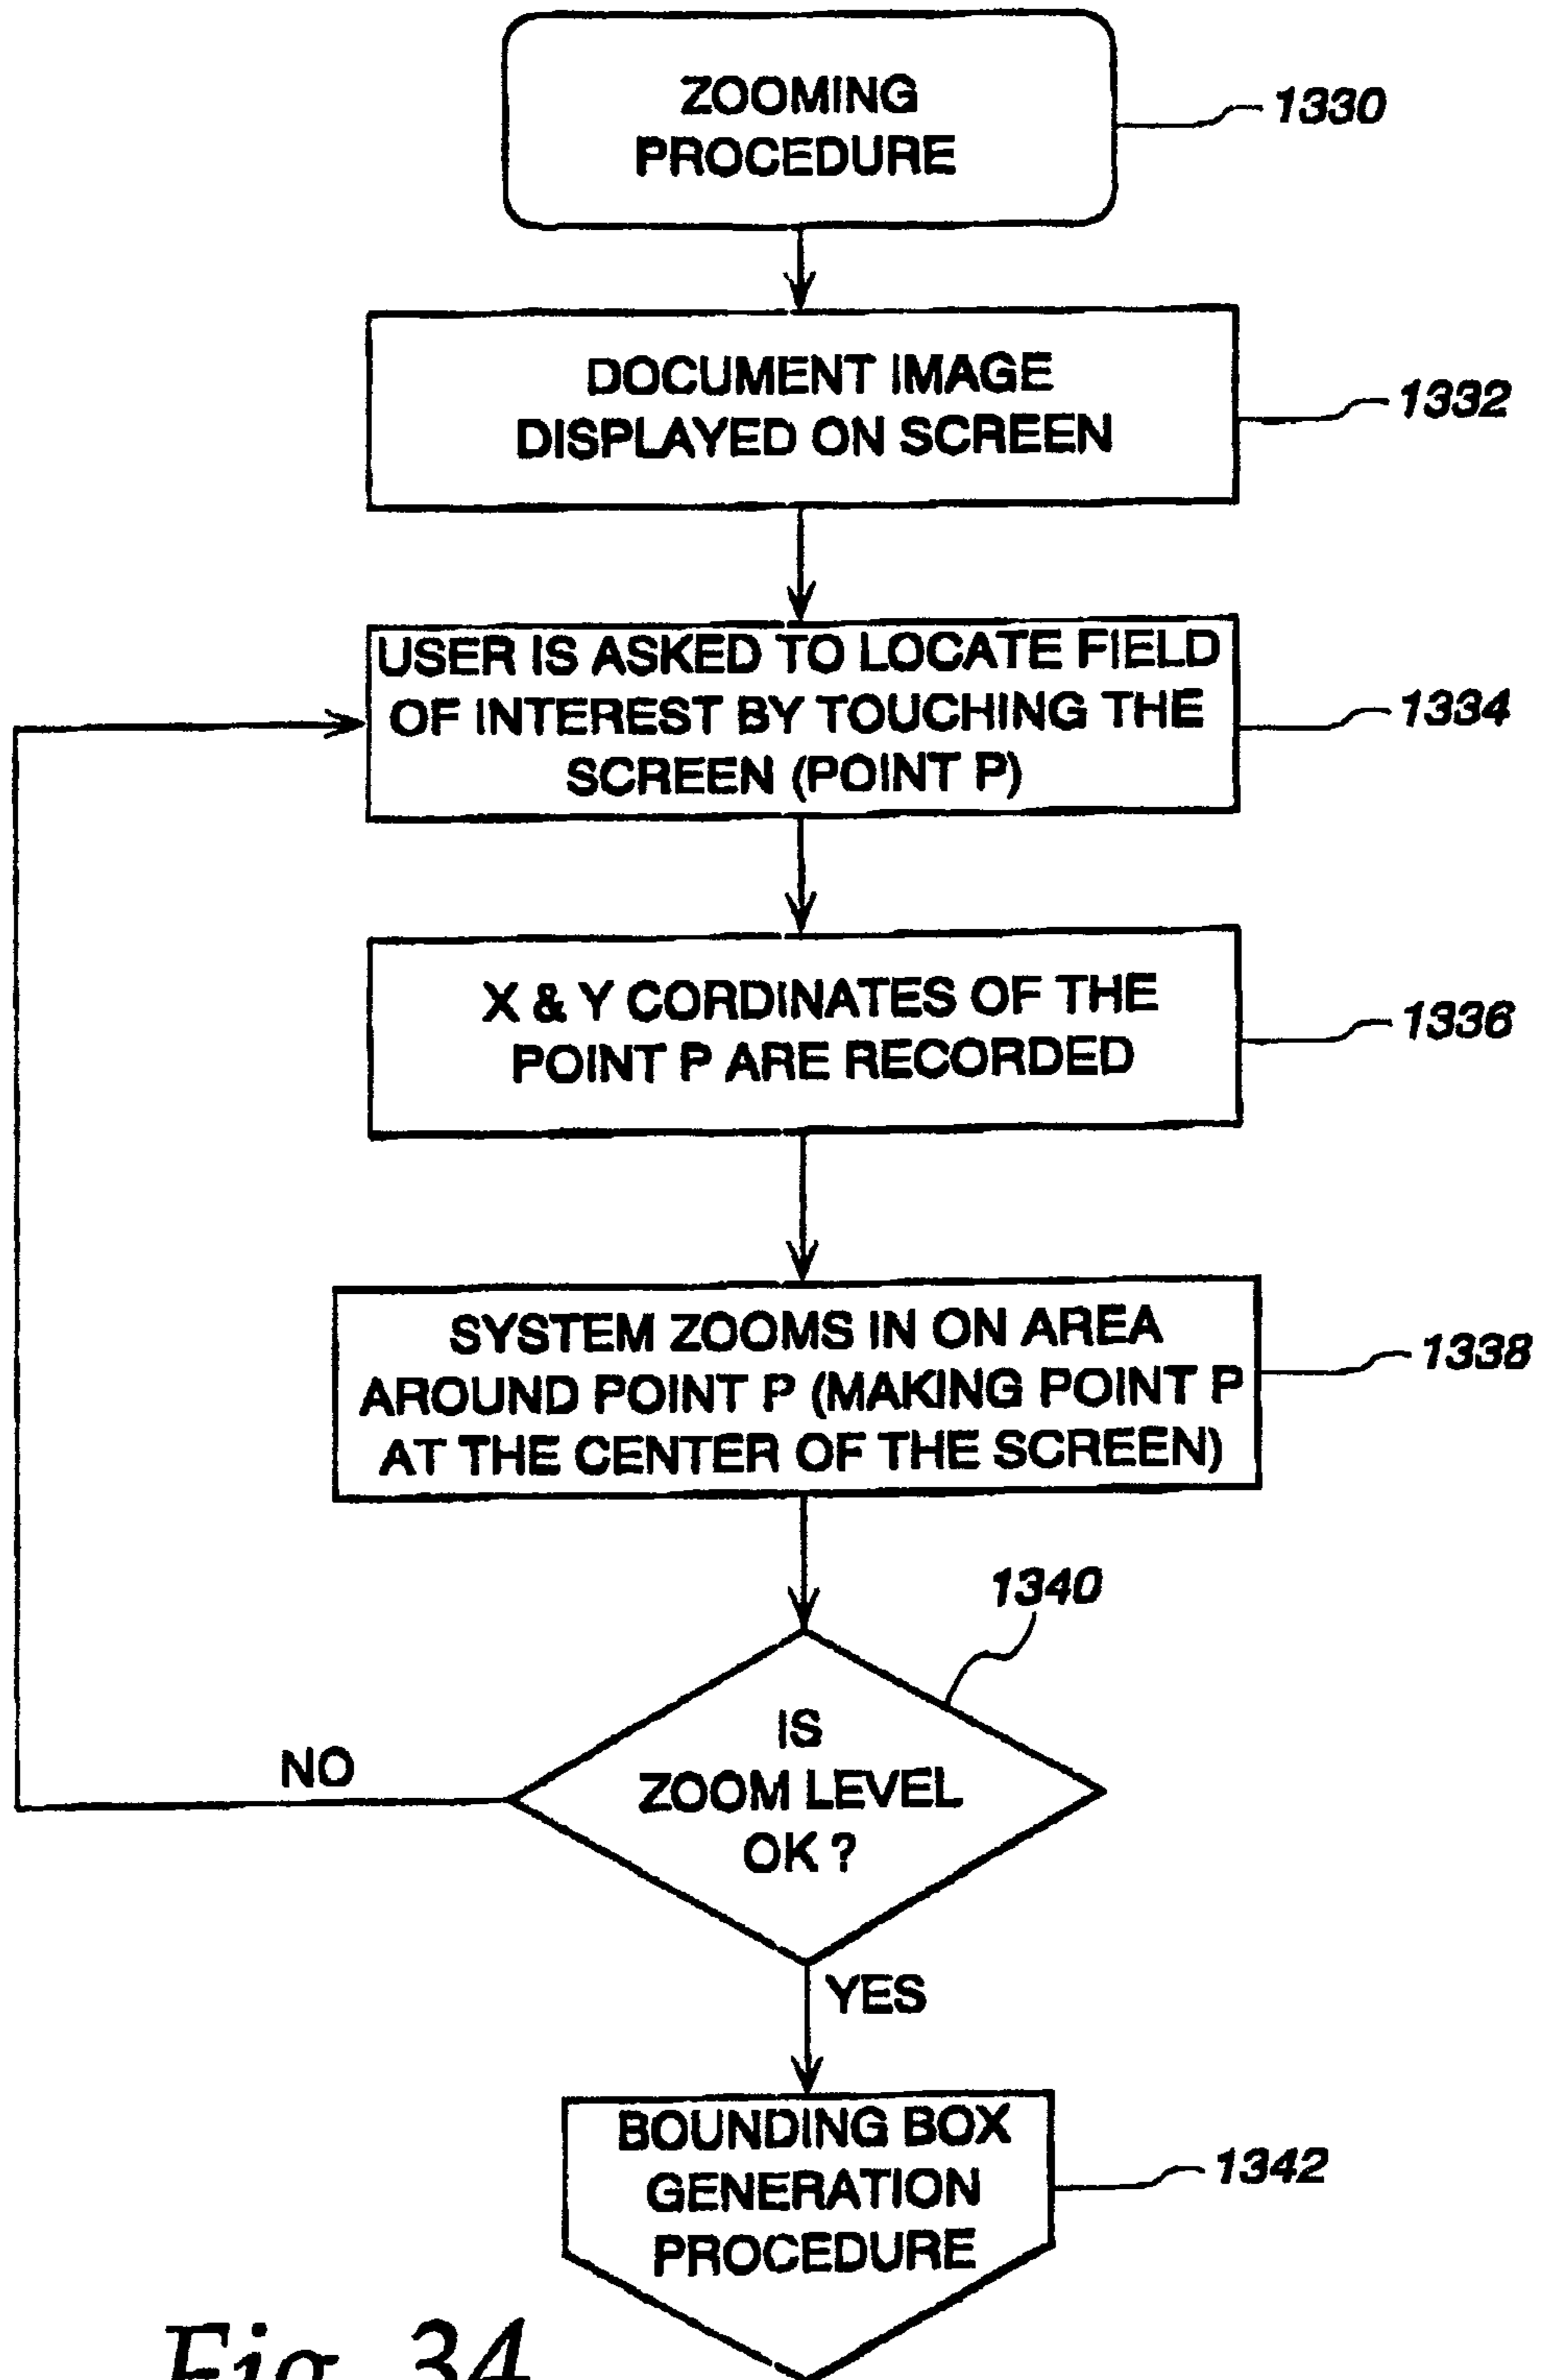 ZOOMING
PROCEDURE
1330
DOCUMENT IMAGE
DISPLAYED ON SCREEN
1332
USER IS ASKED TO LOCATE FIELD
OF INTEREST BY TOUCHING THE
SCREEN (POINT P)
1334
X & Y CORDINATES OF THE
POINT P ARE RECORDED
1336
SYSTEM ZOOMS IN ON AREA
AROUND POINT P (MAKING POINT P
AT THE CENTER OF THE SCREEN)
1338
1340
IS
ZOOM LEVEL
OK ?
NO
YES
BOUNDING BOX
GENERATION
PROCEDURE
1342
Fig. 34